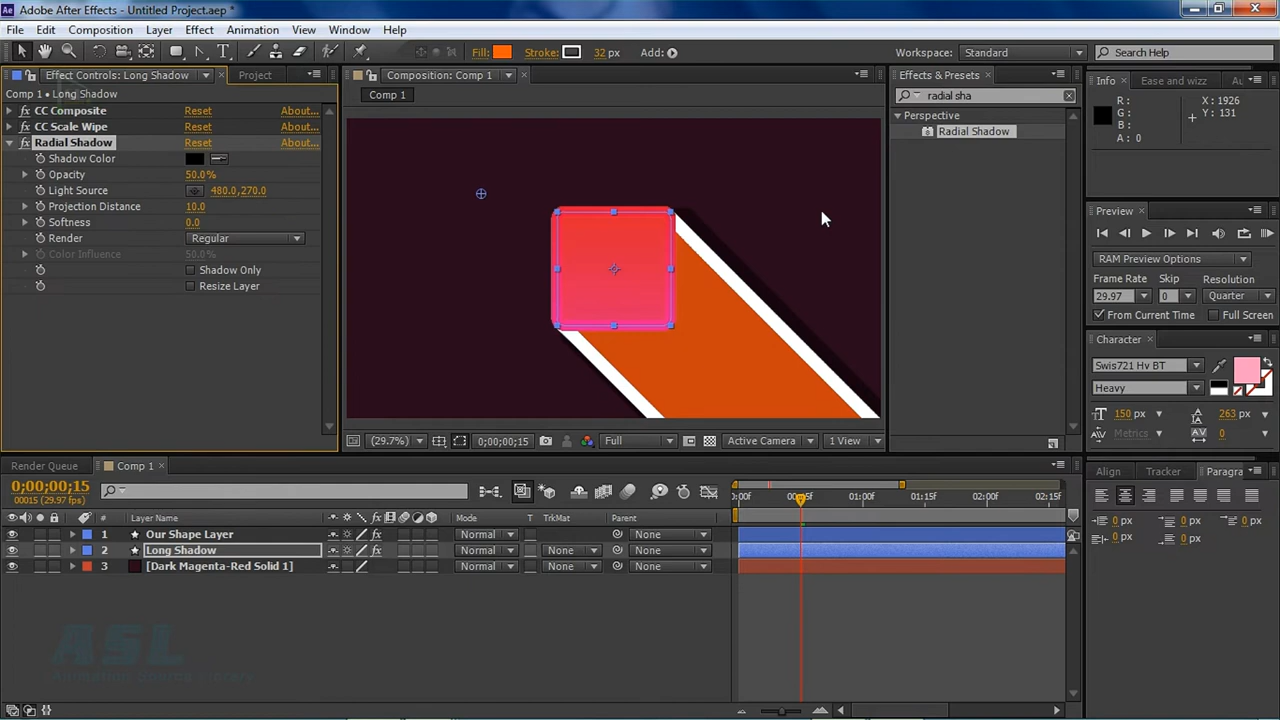 Adobe After Effects - Untitled Project.aep *
File Edit Composition Layer Effect Animation View Window Help
Fill: Stroke: 32 px Add: Workspace: Standard Search Help
Effect Controls: Long Shadow Project
Composition: Comp 1
Effects & Presets
Info Ease and wizz Au
Comp 1 • Long Shadow
Comp 1
radial sha
CC Composite Reset About...
CC Scale Wipe Reset About...
Radial Shadow Reset About...
Shadow Color
Opacity 50.0%
Light Source 480.0,270.0
Projection Distance 10.0
Softness 0.0
Render Regular
Color Influence 50.0%
Shadow Only
Resize Layer
Perspective
Radial Shadow
R :
G :
B :
A : 0
X : 1926
Y : 131
Preview
RAM Preview Options
Frame Rate Skip Resolution
29.97 0 Quarter
From Current Time Full Screen
Character
Swis721 Hv BT
Heavy
150 px 263 px
Metrics 0
(29.7%) 0;00;00;15 Full Active Camera 1 View
Render Queue Comp 1
Align Tracker Paragra
0;00;00;15
00015 (29.97 fps)
# Layer Name Mode T TrkMat Parent
1 Our Shape Layer Normal None
2 Long Shadow Normal None None
3 [Dark Magenta-Red Solid 1] Normal None None
:00f 00:05f 01:00f 01:15f 02:00f 02:15f
0 px 0 px 0 px
0 px 0 px
ASL